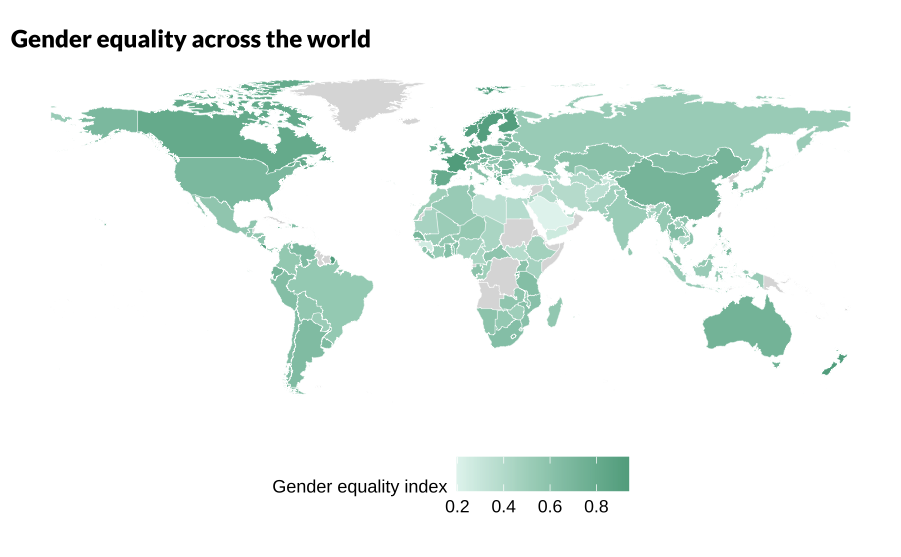 Gender equality across the world
Gender equality index
0.2 0.4 0.6 0.8